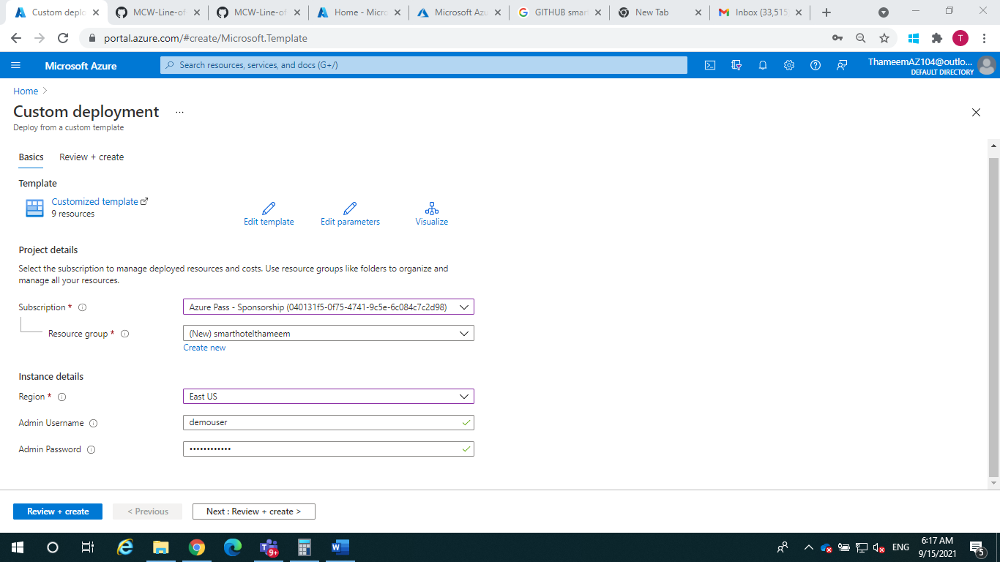 Custom deplo
MCW-Line-of
MCW-Line-of
Home - Micro
Microsoft Azu
GITHUB smar
New Tab
Inbox (33,515
portal.azure.com/#create/Microsoft.Template
T
Microsoft Azure
Search resources, services, and docs (G+/)
ThameemAZ104@outlo...
DEFAULT DIRECTORY
Home
Custom deployment
...
Deploy from a custom template
Basics
Review + create
Template
Customized template
9 resources
Edit template
Edit parameters
Visualize
Project details
Select the subscription to manage deployed resources and costs. Use resource groups like folders to organize and
manage all your resources.
Subscription *
Azure Pass - Sponsorship (040131f5-0f75-4741-9c5e-6c084c7c2d98)
Resource group *
(New) smarthotelthameem
Create new
Instance details
Region *
East US
Admin Username
demouser
Admin Password
••••••••••••
Review + create
< Previous
Next : Review + create >
9+
ENG
6:17 AM
9/15/2021
5